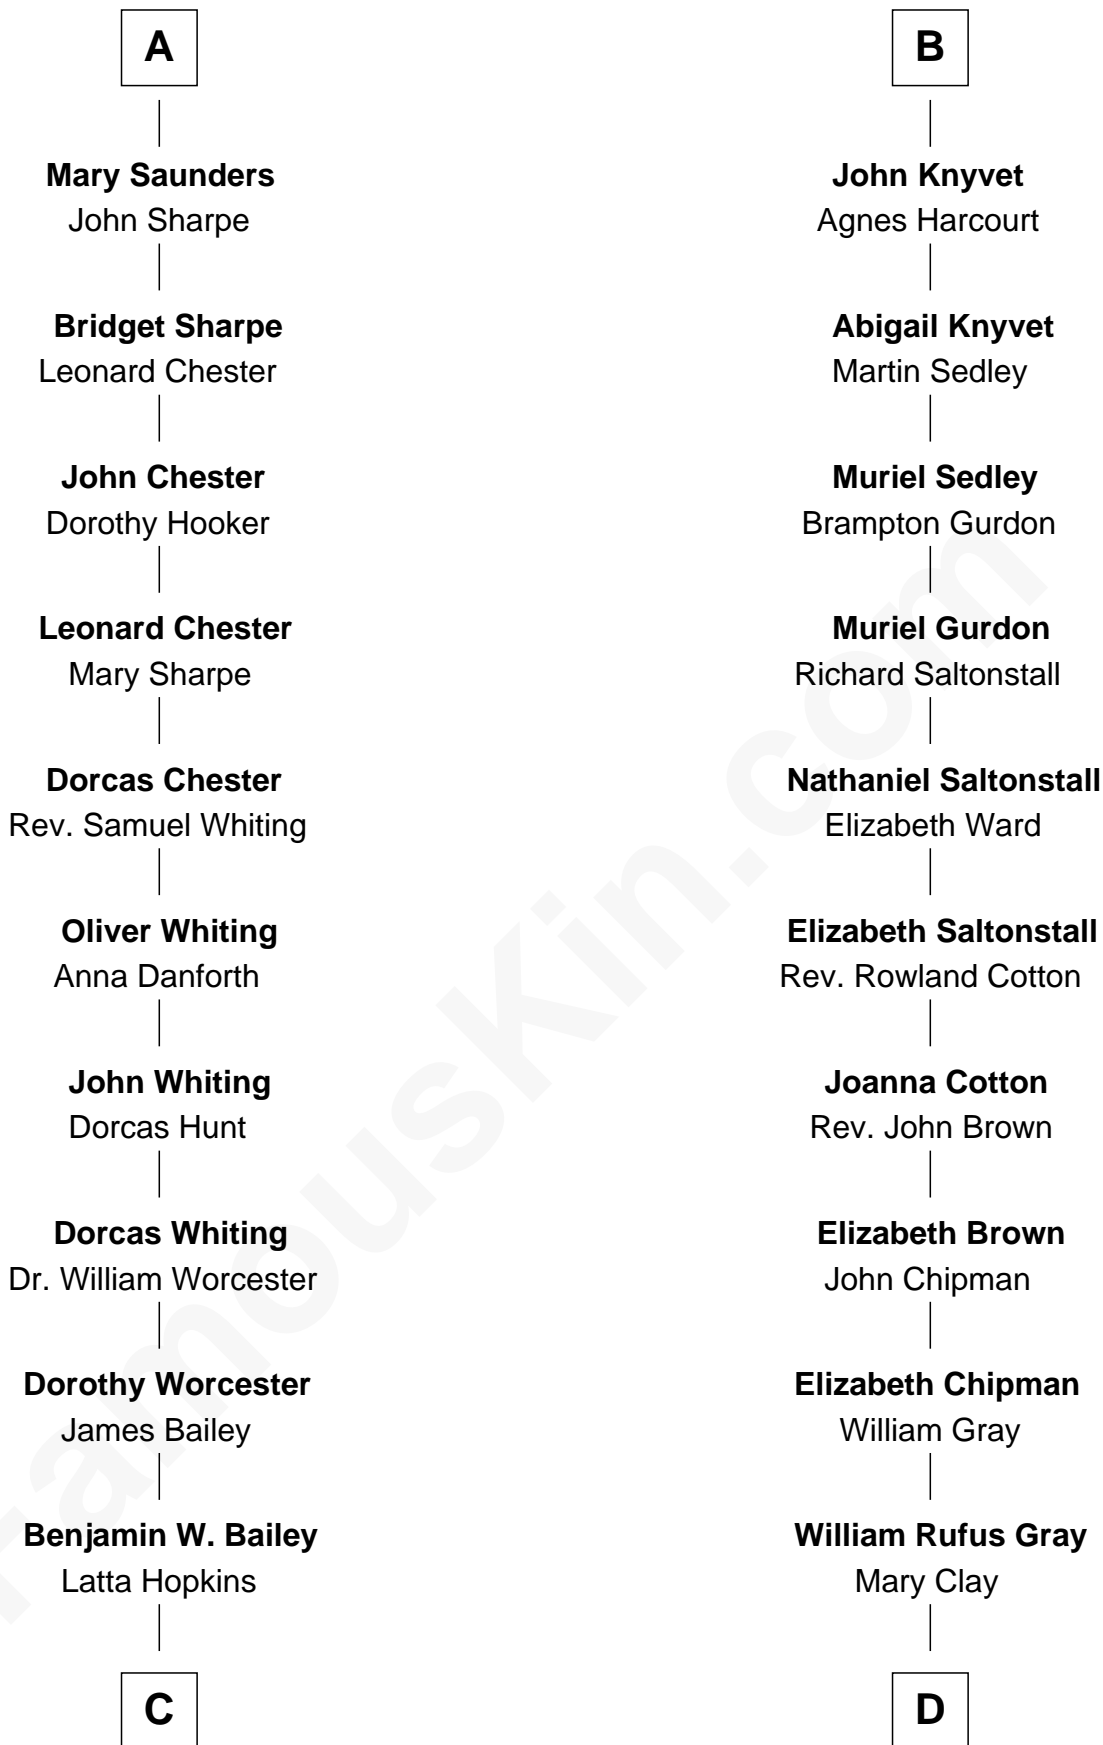 A
Mary Saunders
John Sharpe
Bridget Sharpe
Leonard Chester
John Chester
Dorothy Hooker
Leonard Chester
Mary Sharpe
Dorcas Chester
Rev. Samuel Whiting
Oliver Whiting
Anna Danforth
John Whiting
Dorcas Hunt
Dorcas Whiting
Dr. William Worcester
Dorothy Worcester
James Bailey
Benjamin W. Bailey
Latta Hopkins
C
B
John Knyvet
Agnes Harcourt
Abigail Knyvet
Martin Sedley
Muriel Sedley
Brampton Gurdon
Muriel Gurdon
Richard Saltonstall
Nathaniel Saltonstall
Elizabeth Ward
Elizabeth Saltonstall
Rev. Rowland Cotton
Joanna Cotton
Rev. John Brown
Elizabeth Brown
John Chipman
Elizabeth Chipman
William Gray
William Rufus Gray
Mary Clay
D
FamousKin.com